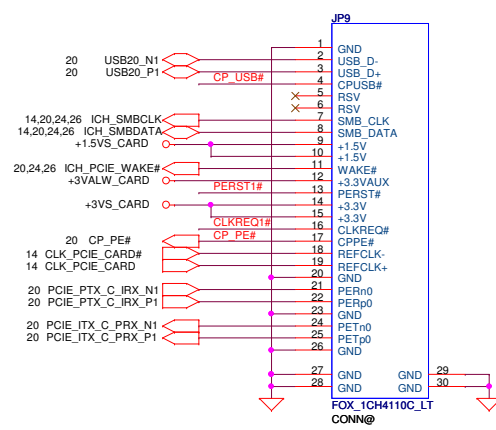 JP9
1 GND
20 USB20_N1 2 USB_D-
20 USB20_P1 3 USB_D+
CP_USB# 4 CPUSB#
5 RSV
6 RSV
14,20,24,26 ICH_SMBCLK 7 SMB_CLK
14,20,24,26 ICH_SMBDATA 8 SMB_DATA
+1.5VS_CARD 9 +1.5V
10 +1.5V
20,24,26 ICH_PCIE_WAKE# 11 WAKE#
+3VALW_CARD 12 +3.3VAUX
PERST1# 13 PERST#
+3VS_CARD 14 +3.3V
15 +3.3V
CLKREQ1# 16 CLKREQ#
20 CP_PE# CP_PE# 17 CPPE#
14 CLK_PCIE_CARD# 18 REFCLK-
14 CLK_PCIE_CARD 19 REFCLK+
20 GND
20 PCIE_PTX_C_IRX_N1 21 PERn0
20 PCIE_PTX_C_IRX_P1 22 PERp0
23 GND
20 PCIE_ITX_C_PRX_N1 24 PETn0
20 PCIE_ITX_C_PRX_P1 25 PETp0
26 GND
27 GND GND 29
28 GND GND 30
FOX_1CH4110C_LT
CONN@